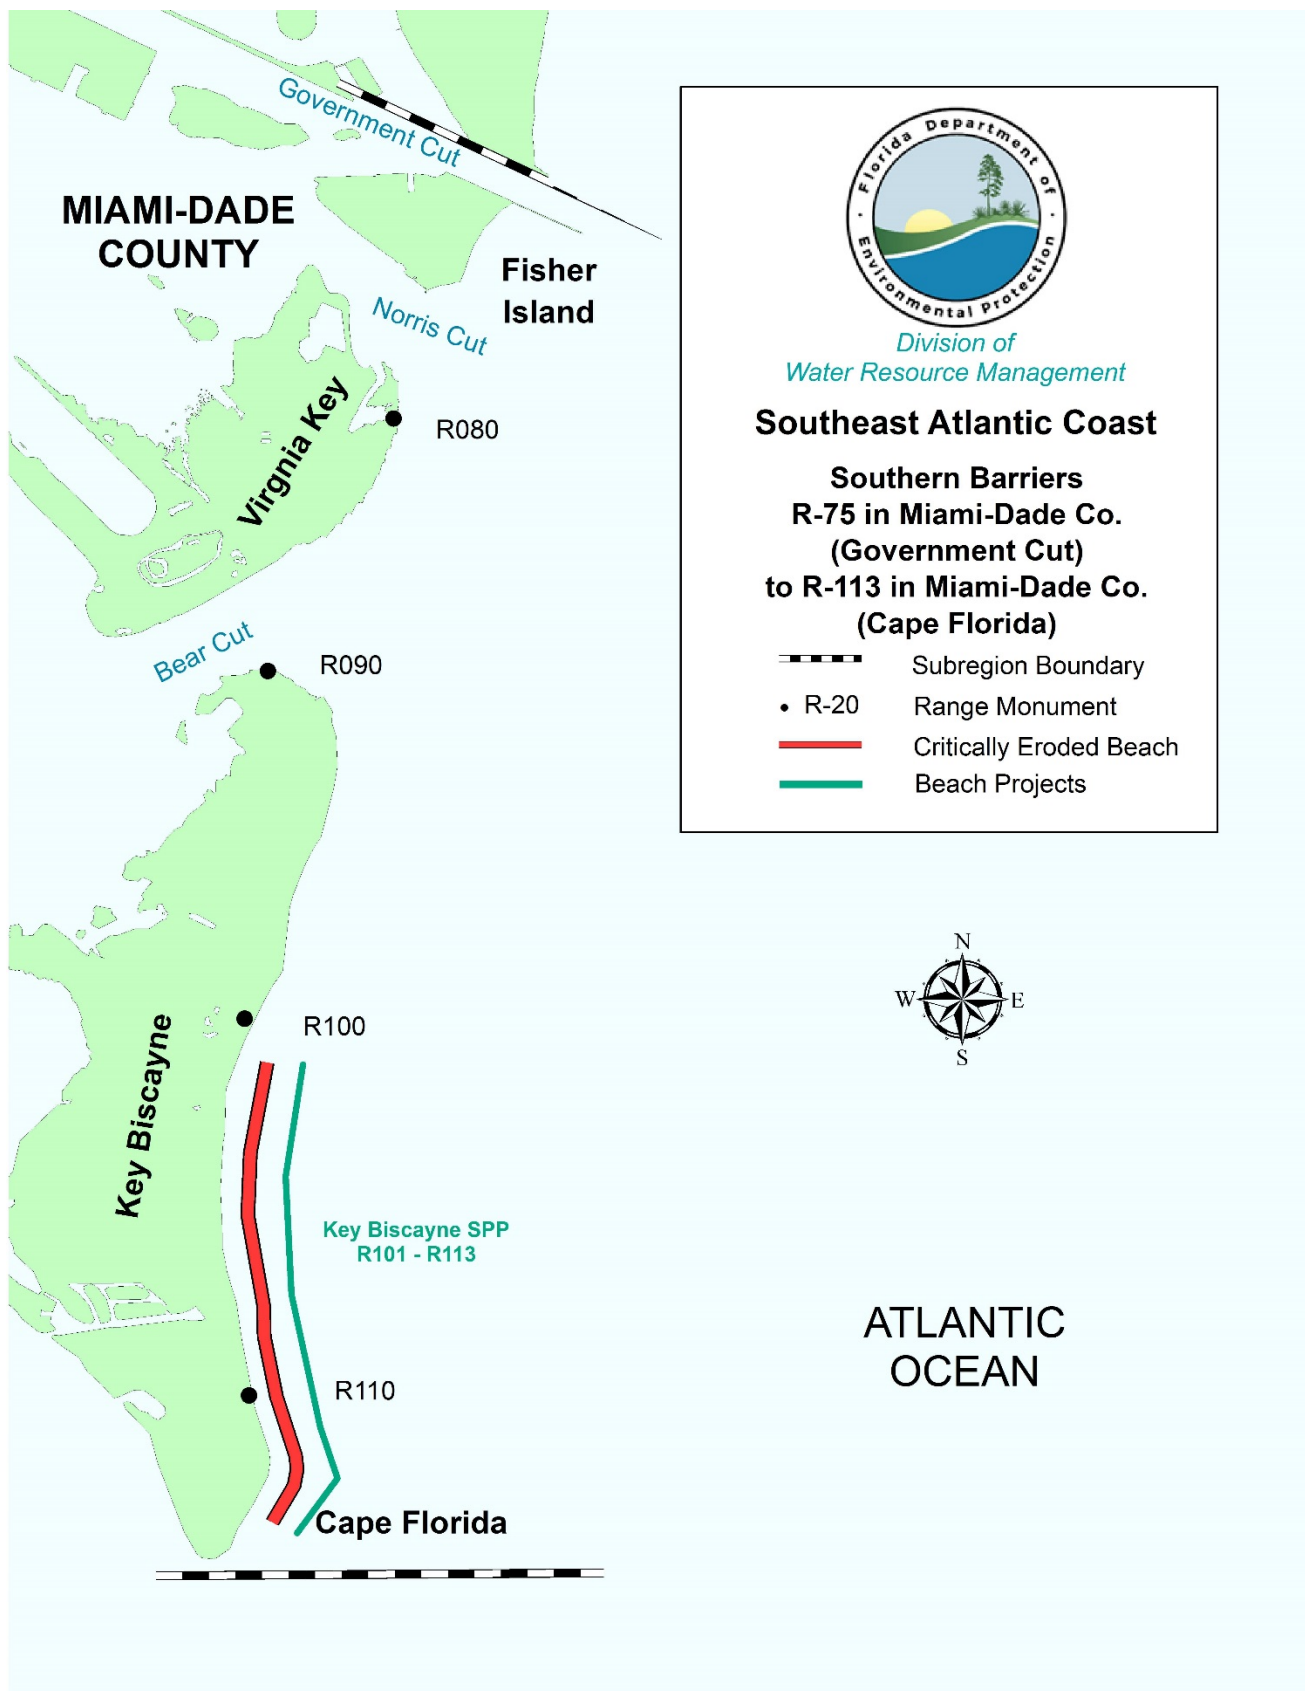 Government Cut
MIAMI-DADE
COUNTY
Fisher
Island
Norris Cut
Virgnia Key
R080
Bear Cut
R090
R100
Key Biscayne
Key Biscayne SPP
R101 - R113
R110
Cape Florida
Florida Department of
Environmental Protection
Division of
Water Resource Management
Southeast Atlantic Coast
Southern Barriers
R-75 in Miami-Dade Co.
(Government Cut)
to R-113 in Miami-Dade Co.
(Cape Florida)
Subregion Boundary
R-20 Range Monument
Critically Eroded Beach
Beach Projects
N
W E
S
ATLANTIC
OCEAN